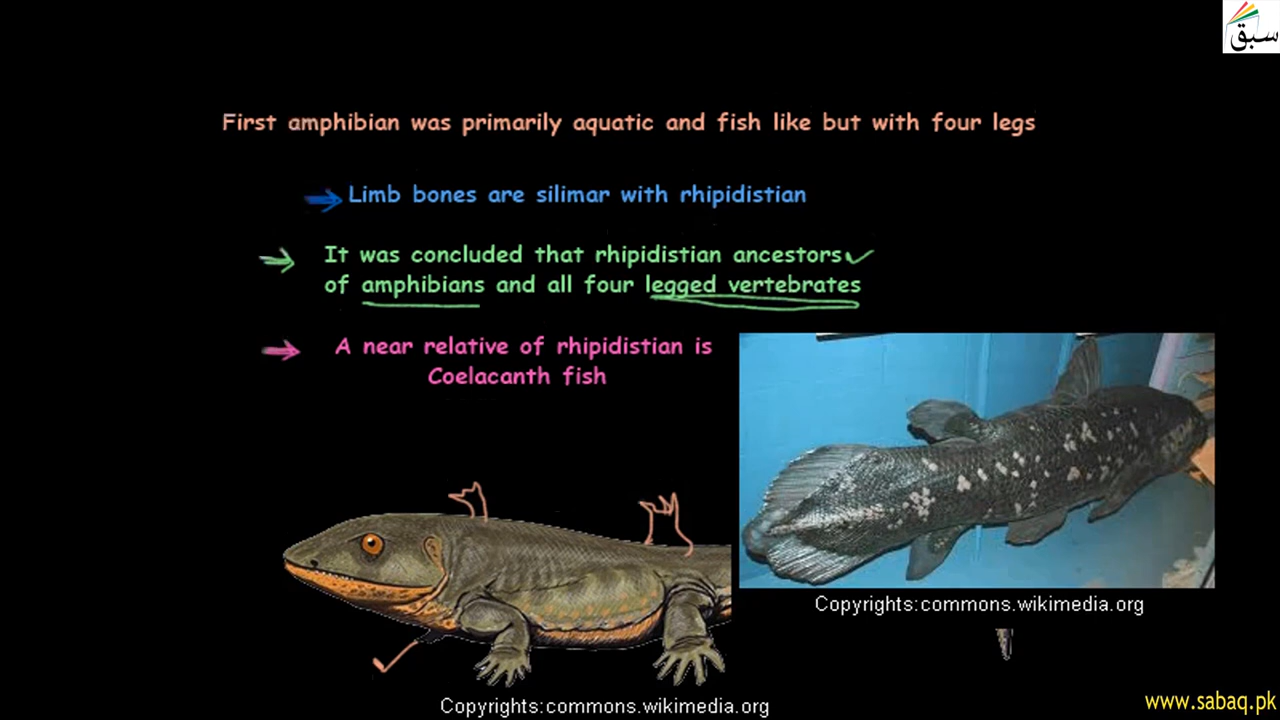 سبق
First amphibian was primarily aquatic and fish like but with four legs
Limb bones are silimar with rhipidistian
It was concluded that rhipidistian ancestors
of amphibians and all four legged vertebrates
A near relative of rhipidistian is
Coelacanth fish
Copyrights:commons.wikimedia.org
Copyrights:commons.wikimedia.org
www.sabaq.pk